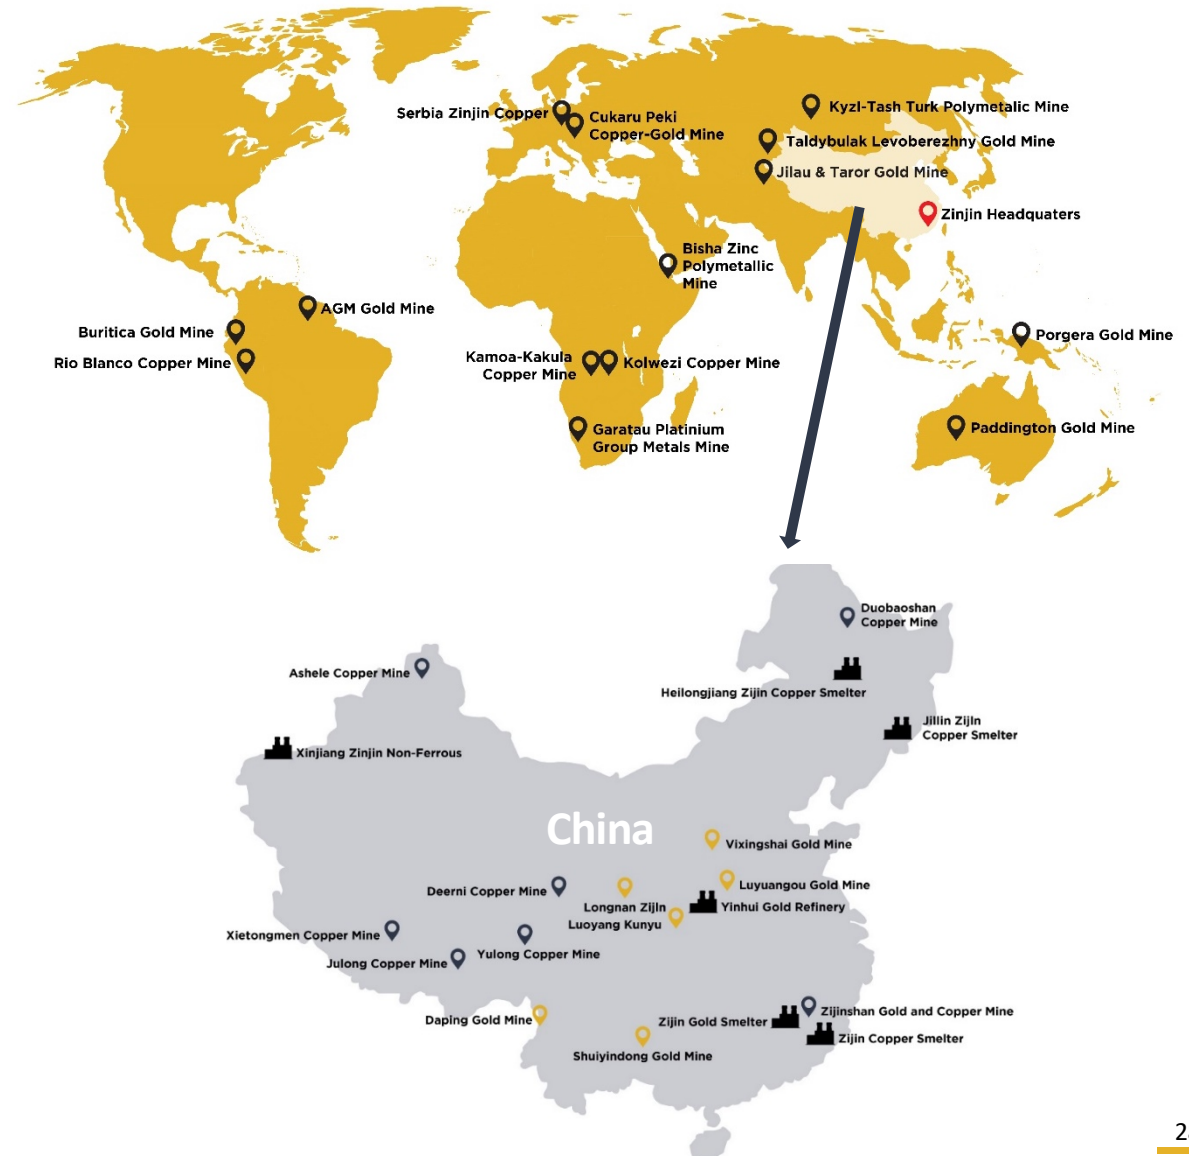 Serbia Zinjin Copper
Cukaru Peki
Copper-Gold Mine
Kyzl-Tash Turk Polymetalic Mine
Taldybulak Levoberezhny Gold Mine
Jilau & Taror Gold Mine
Zinjin Headquaters
Bisha Zinc
Polymetallic
Mine
AGM Gold Mine
Buritica Gold Mine
Rio Blanco Copper Mine
Porgera Gold Mine
Kamoa-Kakula
Copper Mine
Kolwezi Copper Mine
Garatau Platinium
Group Metals Mine
Paddington Gold Mine
Duobaoshan
Copper Mine
Ashele Copper Mine
Heilongjiang Zijin Copper Smelter
Jillin Zijln
Copper Smelter
Xinjiang Zinjin Non-Ferrous
China
Vixingshai Gold Mine
Deerni Copper Mine
Luyuangou Gold Mine
Longnan Zijln
Yinhui Gold Refinery
Luoyang Kunyu
Xietongmen Copper Mine
Yulong Copper Mine
Julong Copper Mine
Daping Gold Mine
Zijin Gold Smelter
Zijinshan Gold and Copper Mine
Zijin Copper Smelter
Shuiyindong Gold Mine